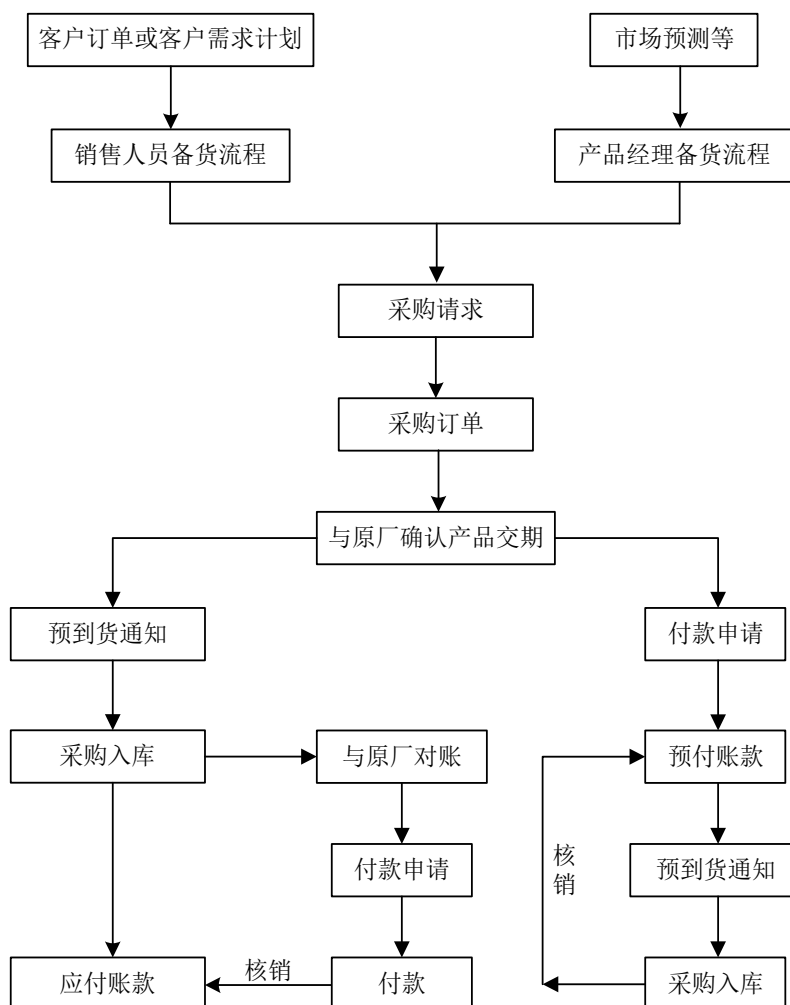 客户订单或客户需求计划
市场预测等
销售人员备货流程
产品经理备货流程
采购请求
采购订单
与原厂确认产品交期
预到货通知
付款申请
采购入库
与原厂对账
预付账款
付款申请
核
销
预到货通知
应付账款
核销
付款
采购入库